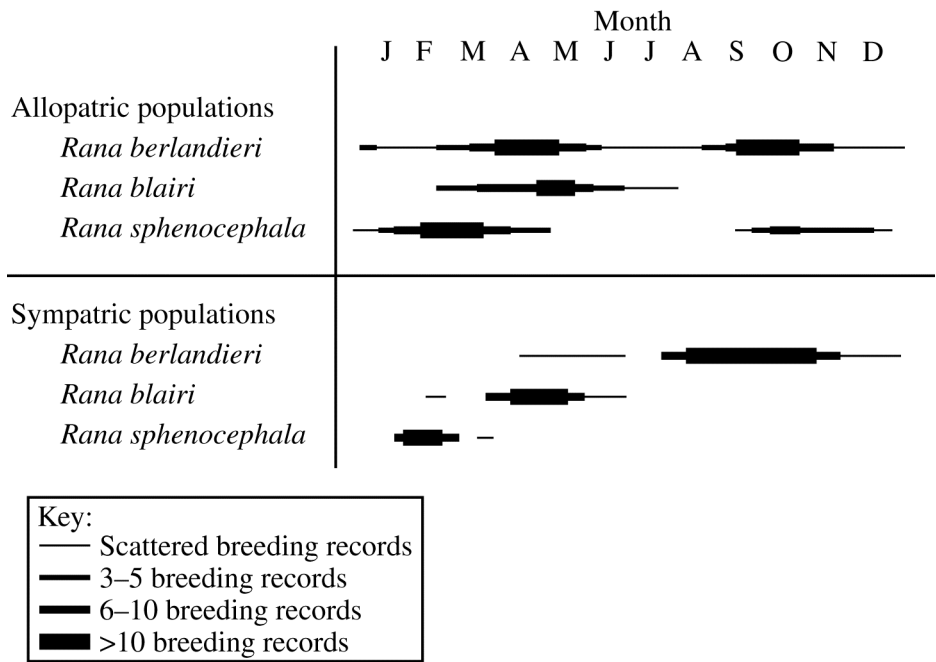 Month
J F M A M J J A S O N D
Allopatric populations
Rana berlandieri
Rana blairi
Rana sphenocephala
Sympatric populations
Rana berlandieri
Rana blairi
Rana sphenocephala
Key:
Scattered breeding records
3–5 breeding records
6–10 breeding records
>10 breeding records